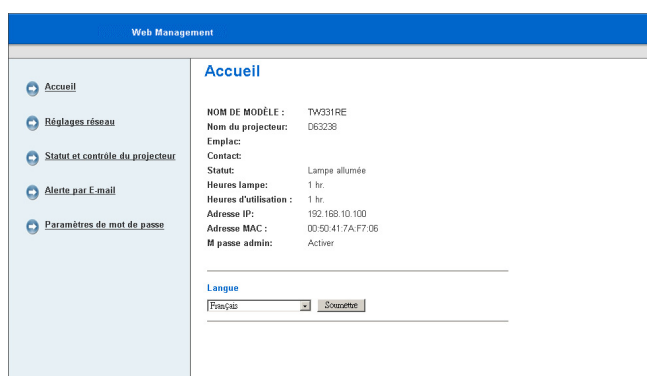 Web Management
Accueil
Réglages réseau
Statut et contrôle du projecteur
Alerte par E-mail
Paramètres de mot de passe
Accueil
NOM DE MODÈLE : TW331RE
Nom du projecteur: D63238
Emplac:
Contact:
Statut: Lampe allumée
Heures lampe: 1 hr.
Heures d'utilisation : 1 hr.
Adresse IP: 192.168.10.100
Adresse MAC : 00:50:41:7A:F7:06
M passe admin: Activer
Langue
Français Soumettre